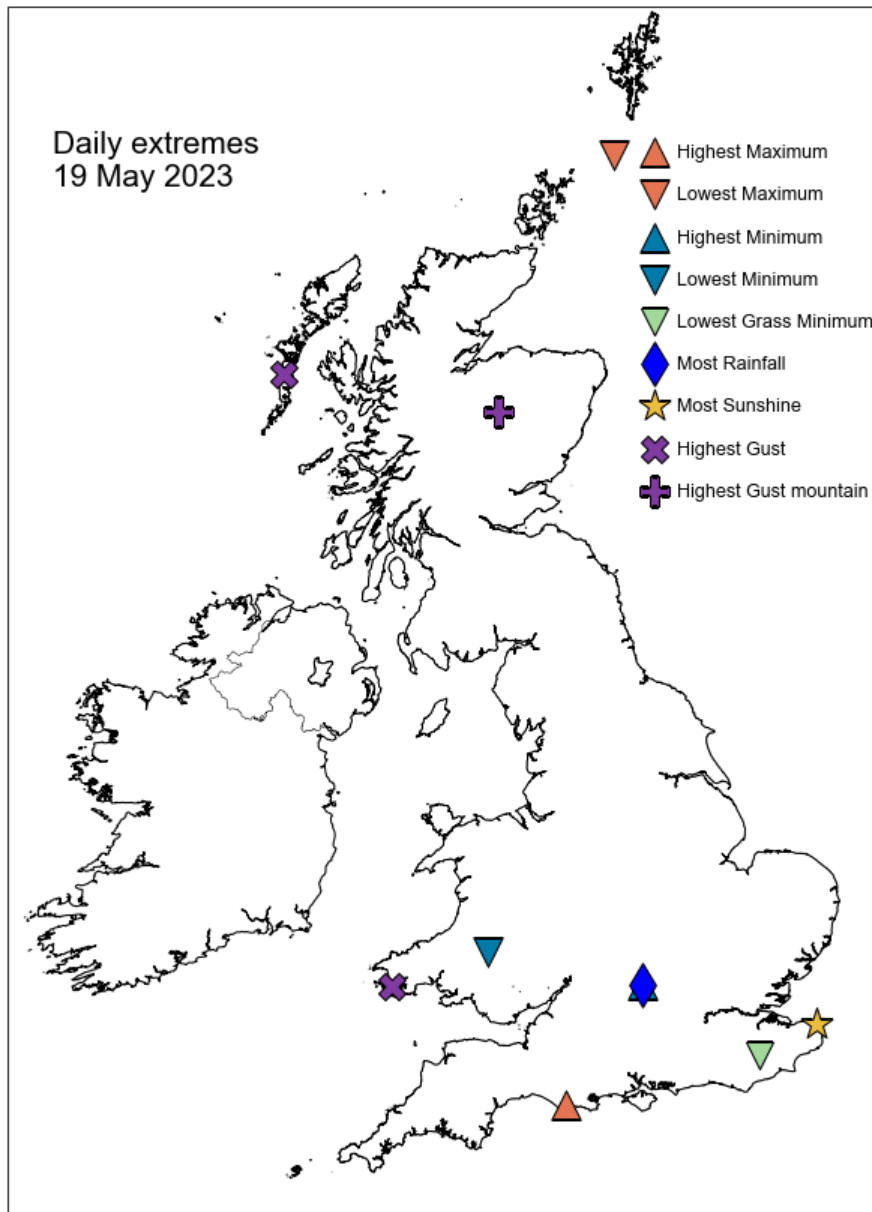 Daily extremes
19 May 2023
Highest Maximum
Lowest Maximum
Highest Minimum
Lowest Minimum
Lowest Grass Minimum
Most Rainfall
Most Sunshine
Highest Gust
Highest Gust mountain